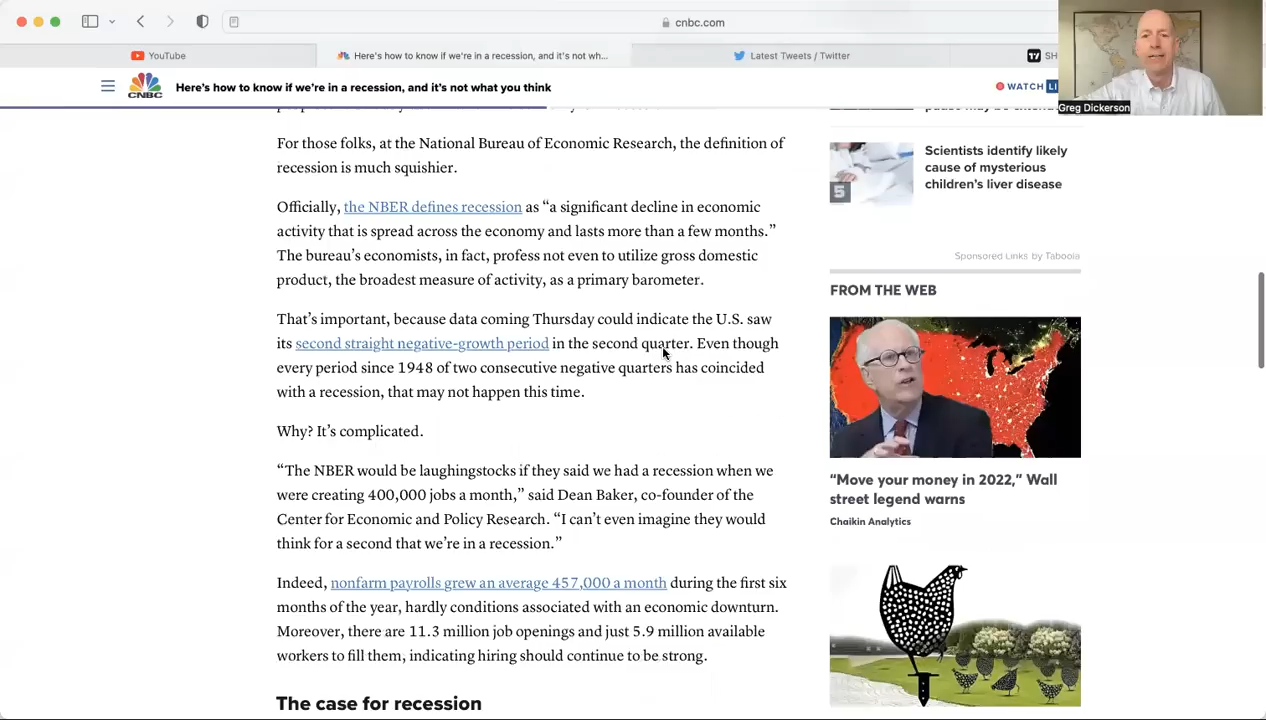 cnbc.com
YouTube
Here's how to know if we're in a recession, and it's not wh...
Latest Tweets / Twitter
SH
CNBC
Here's how to know if we're in a recession, and it's not what you think
WATCH LI
Greg Dickerson
For those folks, at the National Bureau of Economic Research, the definition of
recession is much squishier.
Officially, the NBER defines recession as “a significant decline in economic
activity that is spread across the economy and lasts more than a few months.”
The bureau’s economists, in fact, profess not even to utilize gross domestic
product, the broadest measure of activity, as a primary barometer.
That’s important, because data coming Thursday could indicate the U.S. saw
its second straight negative-growth period in the second quarter. Even though
every period since 1948 of two consecutive negative quarters has coincided
with a recession, that may not happen this time.
Why? It’s complicated.
“The NBER would be laughingstocks if they said we had a recession when we
were creating 400,000 jobs a month,” said Dean Baker, co-founder of the
Center for Economic and Policy Research. “I can’t even imagine they would
think for a second that we’re in a recession.”
Indeed, nonfarm payrolls grew an average 457,000 a month during the first six
months of the year, hardly conditions associated with an economic downturn.
Moreover, there are 11.3 million job openings and just 5.9 million available
workers to fill them, indicating hiring should continue to be strong.
The case for recession
5
Scientists identify likely
cause of mysterious
children’s liver disease
Sponsored Links by Taboola
FROM THE WEB
“Move your money in 2022,” Wall
street legend warns
Chaikin Analytics